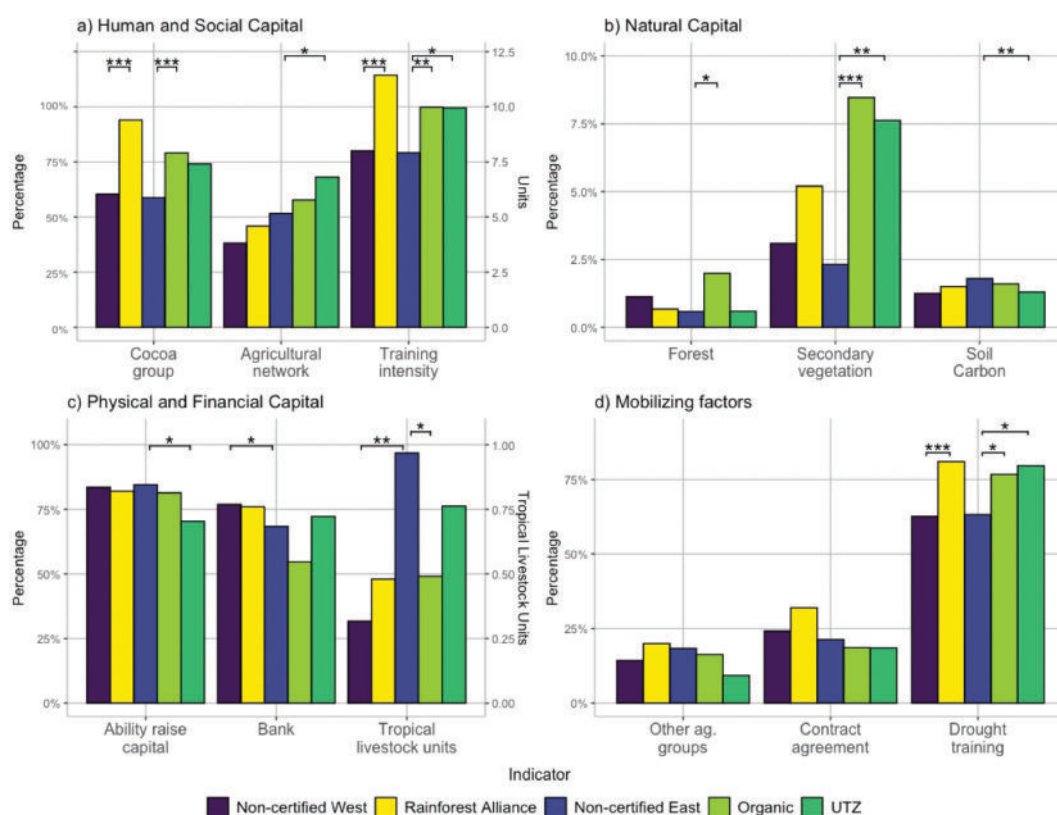 a) Human and Social Capital
Percentage
100%
75%
50%
25%
0%
***
***
*
***
**
*
12.5
10.0
7.5
5.0
2.5
0.0
Units
Cocoa
group
Agricultural
network
Training
intensity
b) Natural Capital
Percentage
10.0%
7.5%
5.0%
2.5%
0.0%
*
***
**
**
Forest
Secondary
vegetation
Soil
Carbon
c) Physical and Financial Capital
Percentage
100%
75%
50%
25%
0%
*
*
**
*
1.00
0.75
0.50
0.25
0.00
Tropical Livestock Units
Ability raise
capital
Bank
Tropical
livestock units
d) Mobilizing factors
Percentage
75%
50%
25%
0%
***
*
*
Other ag.
groups
Contract
agreement
Drought
training
Indicator
Non-certified West
Rainforest Alliance
Non-certified East
Organic
UTZ